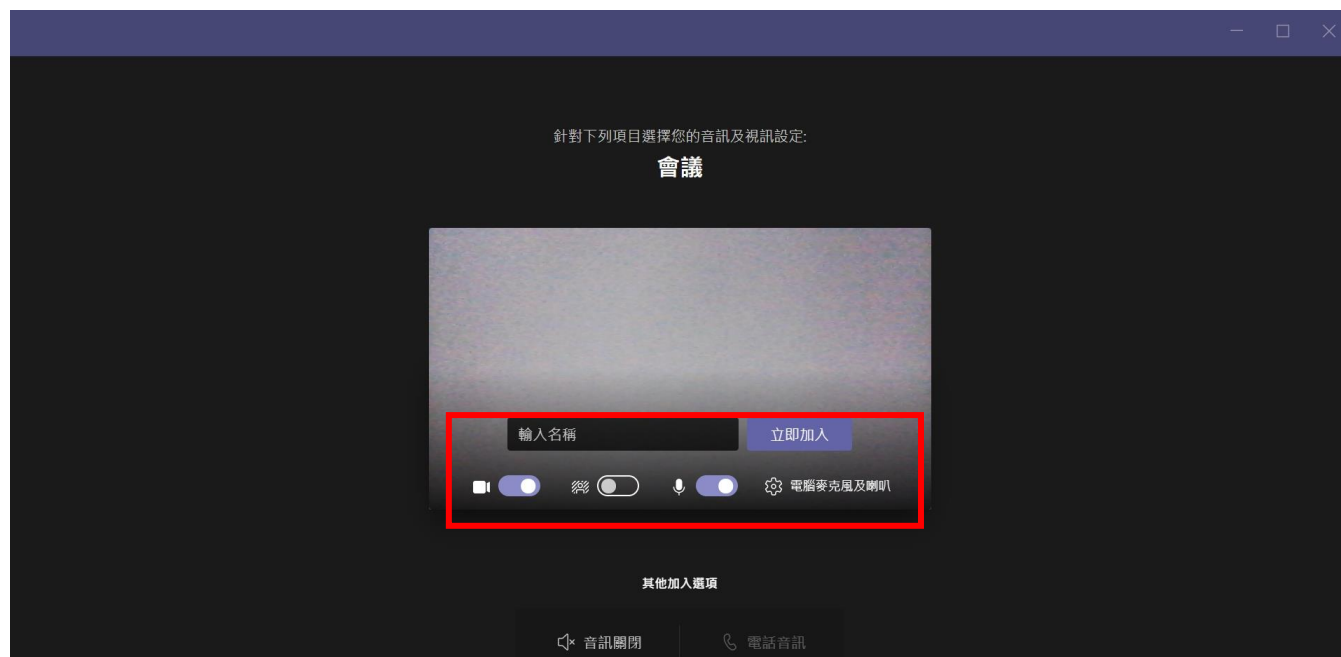 針對下列項目選擇您的音訊及視訊設定:
會議
輸入名稱
立即加入
電腦麥克風及喇叭
其他加入選項
音訊關閉
電話音訊